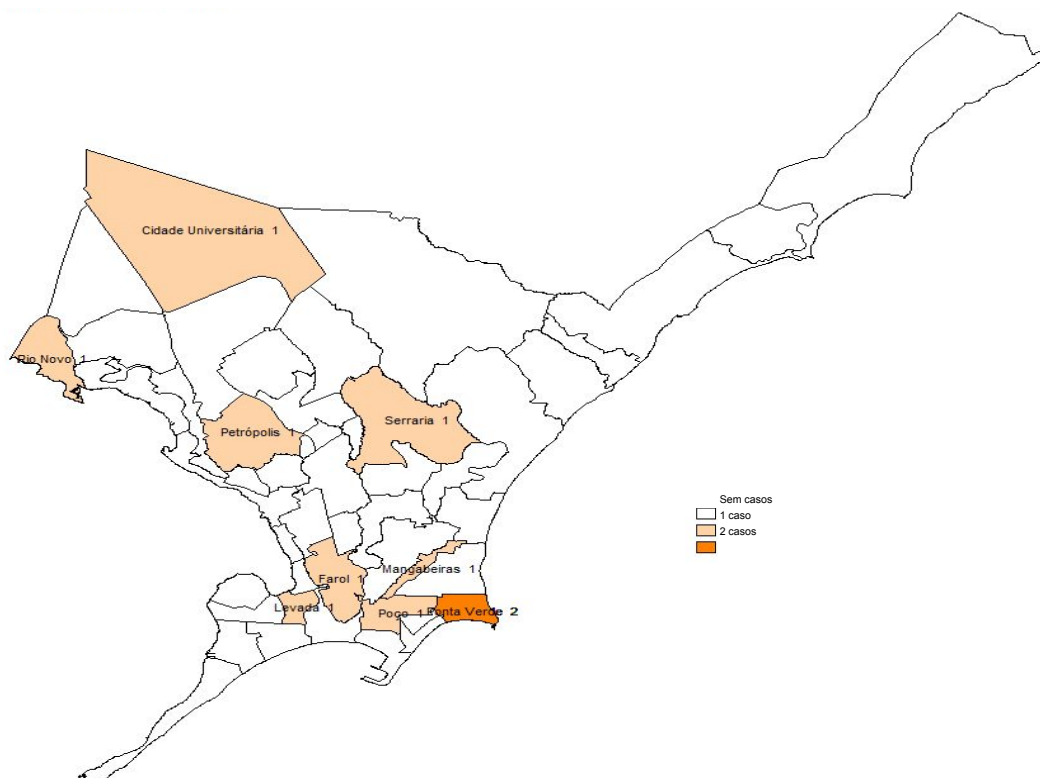 Cidade Universitária 1
Rio Novo 1
Serraria 1
Petrópolis 1
Sem casos
1 caso
2 casos
Mangabeiras 1
Farol 1
Levada 1
Poço 1
Ponta Verde 2